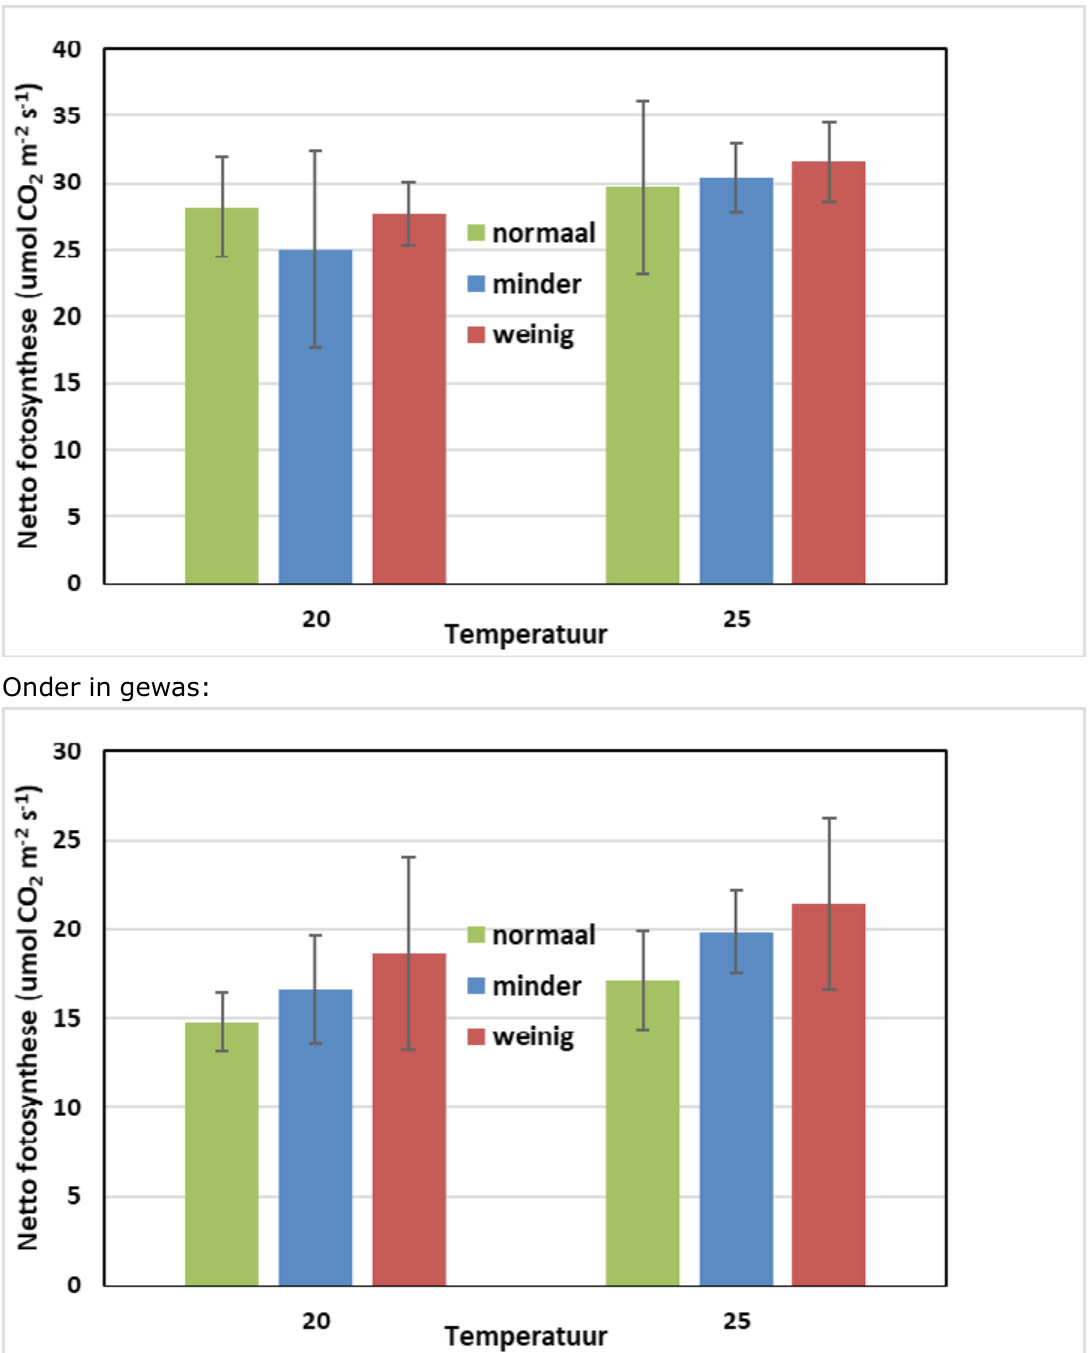 40
35
30
25
20
15
10
5
0
Netto fotosynthese (umol CO₂ m⁻² s⁻¹)
normaal
minder
weinig
20
25
Temperatuur
Onder in gewas:
30
25
20
15
10
5
0
Netto fotosynthese (umol CO₂ m⁻² s⁻¹)
normaal
minder
weinig
20
25
Temperatuur